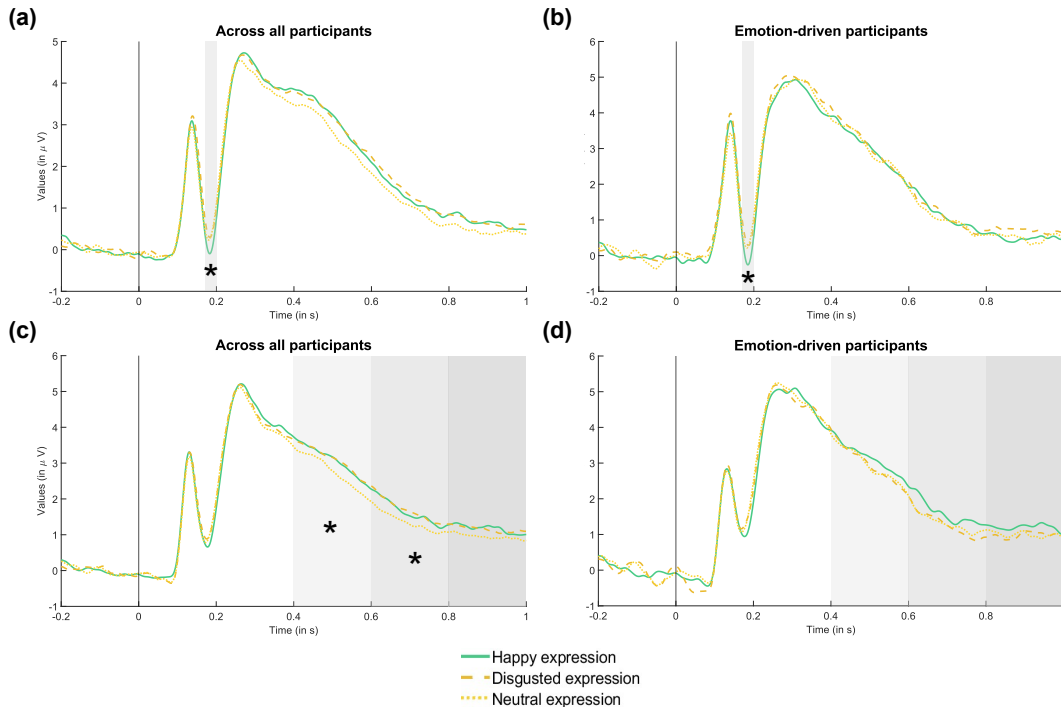 (a)
Across all participants
5
4
3
2
1
0
-1
Values (in μ V)
*
-0.2 0 0.2 0.4 0.6 0.8 1
Time (in s)
(b)
Emotion-driven participants
6
5
4
3
2
1
0
-1
*
-0.2 0 0.2 0.4 0.6 0.8
Time (in s)
(c)
Across all participants
6
5
4
3
2
1
0
-1
Values (in μ V)
*
*
-0.2 0 0.2 0.4 0.6 0.8 1
Time (in s)
(d)
Emotion-driven participants
6
5
4
3
2
1
0
-1
-0.2 0 0.2 0.4 0.6 0.8
Time (in s)
Happy expression
Disgusted expression
Neutral expression